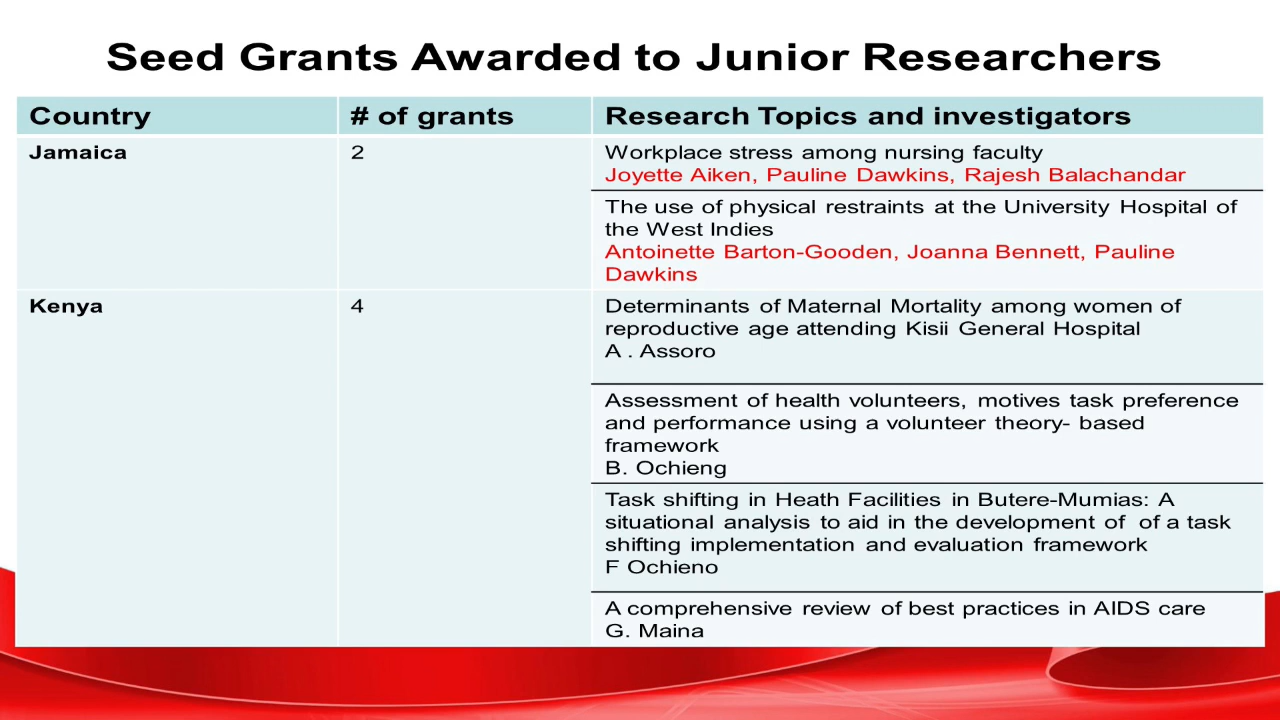 Seed Grants Awarded to Junior Researchers
Country # of grants Research Topics and investigators
Jamaica 2 Workplace stress among nursing faculty
Joyette Aiken, Pauline Dawkins, Rajesh Balachandar
The use of physical restraints at the University Hospital of
the West Indies
Antoinette Barton-Gooden, Joanna Bennett, Pauline
Dawkins
Kenya 4 Determinants of Maternal Mortality among women of
reproductive age attending Kisii General Hospital
A . Assoro
Assessment of health volunteers, motives task preference
and performance using a volunteer theory- based
framework
B. Ochieng
Task shifting in Heath Facilities in Butere-Mumias: A
situational analysis to aid in the development of of a task
shifting implementation and evaluation framework
F Ochieno
A comprehensive review of best practices in AIDS care
G. Maina